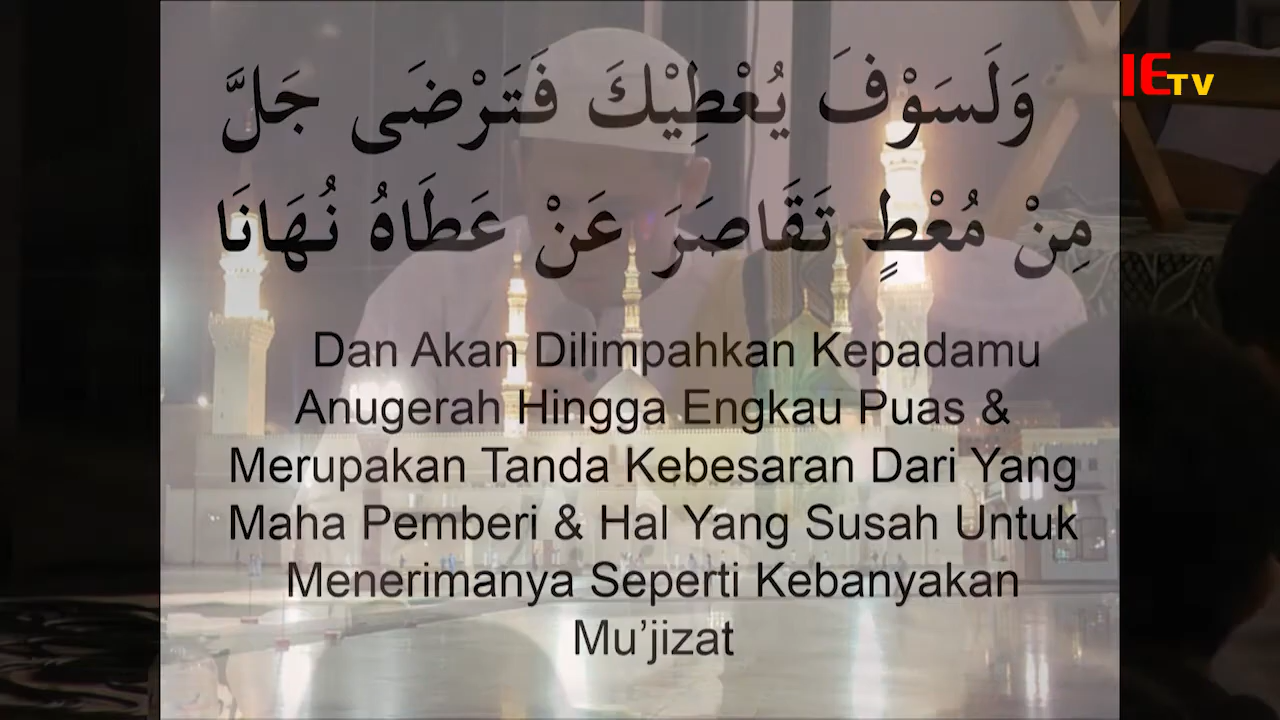 وَلَسَوْفَ يُعْطِيْكَ فَتَرْضَى جَلَّ
مِنْ مُعْطٍ تَقَاصَرَ عَنْ عَطَاهُ نُهَانَا
Dan Akan Dilimpahkan Kepadamu
Anugerah Hingga Engkau Puas &
Merupakan Tanda Kebesaran Dari Yang
Maha Pemberi & Hal Yang Susah Untuk
Menerimanya Seperti Kebanyakan
Mu’jizat
IETV